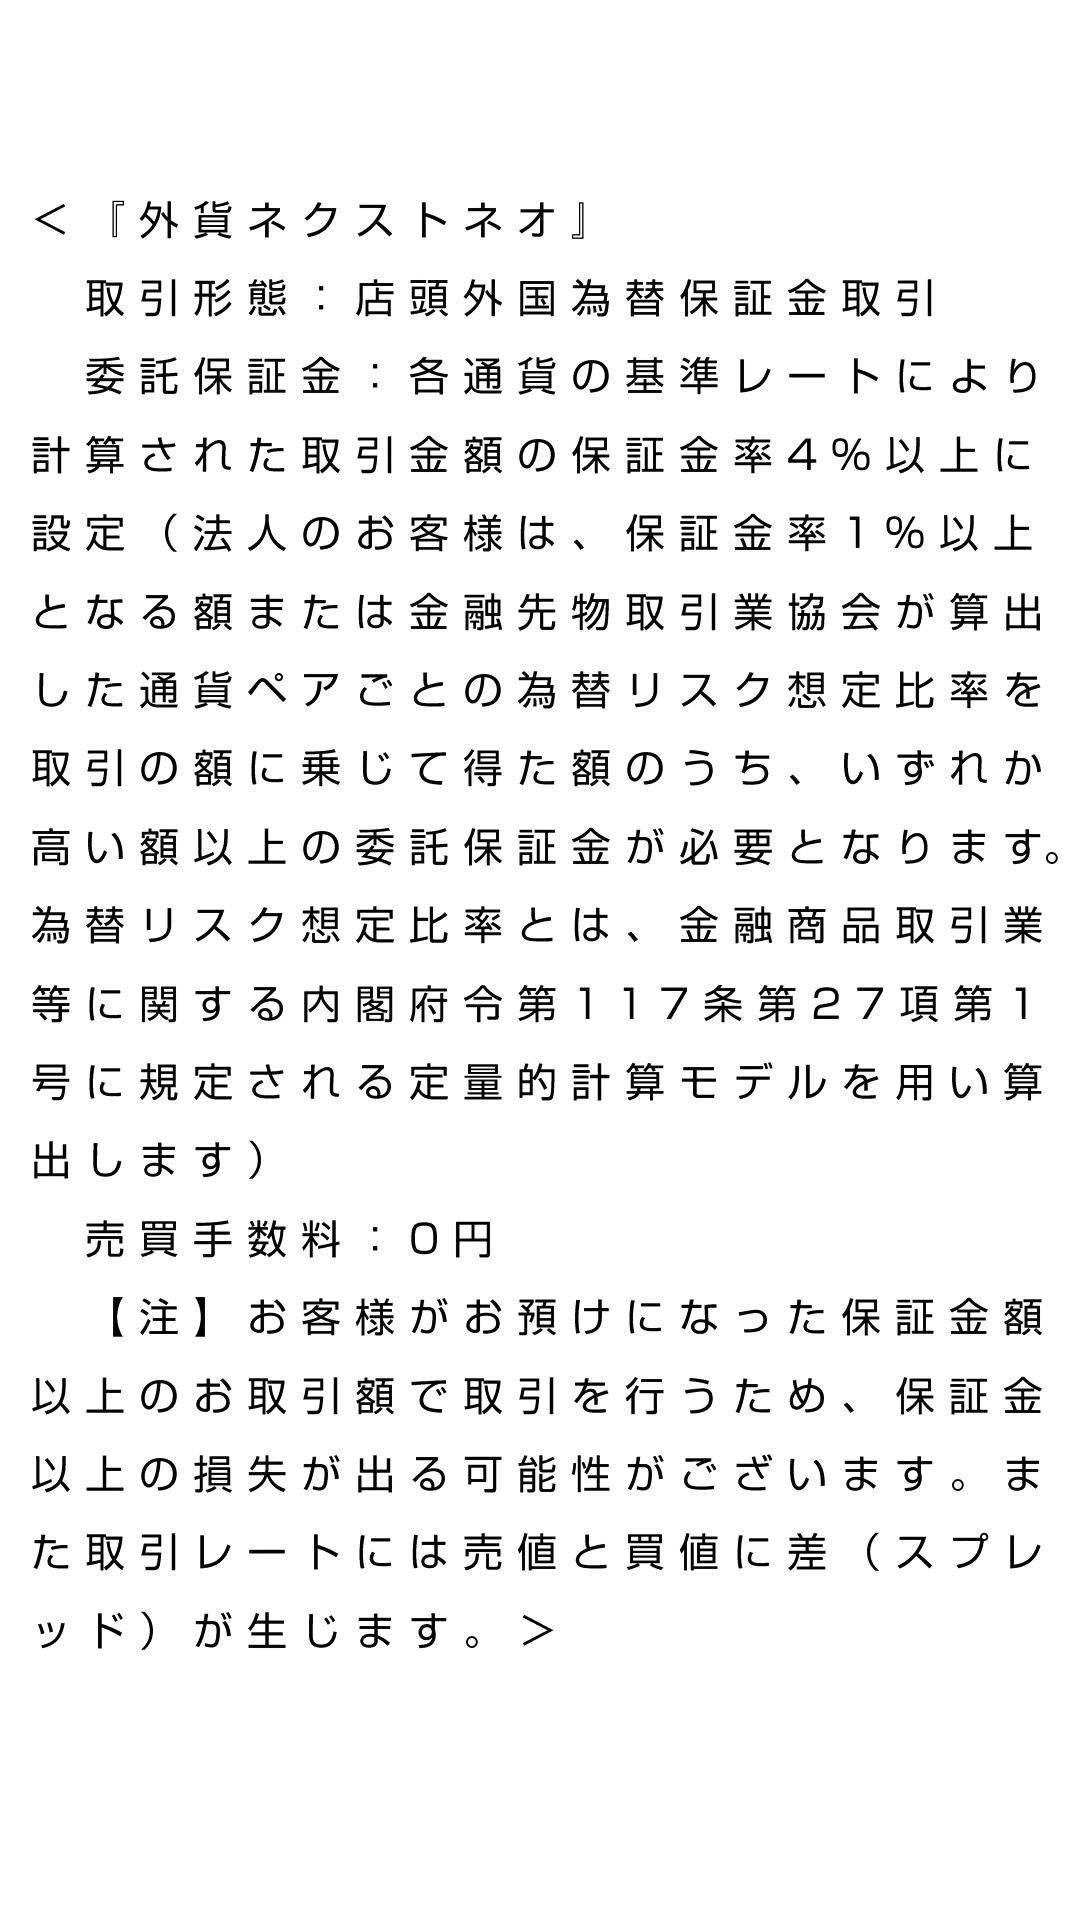 ＜『外貨ネクストネオ』
　取引形態：店頭外国為替保証金取引
　委託保証金：各通貨の基準レートにより
計算された取引金額の保証金率4％以上に
設定（法人のお客様は、保証金率1％以上
となる額または金融先物取引業協会が算出
した通貨ペアごとの為替リスク想定比率を
取引の額に乗じて得た額のうち、いずれか
高い額以上の委託保証金が必要となります。
為替リスク想定比率とは、金融商品取引業
等に関する内閣府令第117条第27項第1
号に規定される定量的計算モデルを用い算
出します）
　売買手数料：0円
　【注】お客様がお預けになった保証金額
以上のお取引額で取引を行うため、保証金
以上の損失が出る可能性がございます。ま
た取引レートには売値と買値に差（スプレ
ッド）が生じます。＞